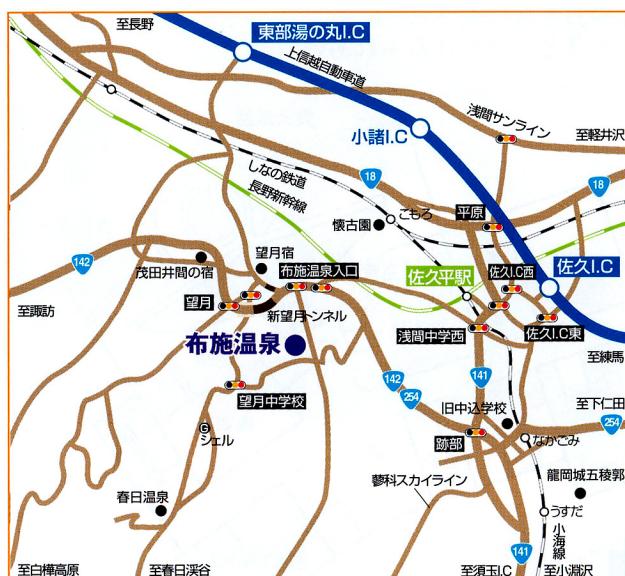 至長野
東部湯の丸I.C
上信越自動車道
浅間サンライン
至軽井沢
小諸I.C
しなの鉄道
長野新幹線
18
18
懐古園
こもろ
平原
142
茂田井間の宿
望月宿
布施温泉入口
佐久平駅
佐久I.C西
佐久I.C
至諏訪
望月
新望月トンネル
浅間中学西
佐久I.C東
布施温泉
至練馬
142
254
141
望月中学校
旧中込学校
至下仁田
254
G
シェル
跡部
なかごみ
蓼科スカイライン
龍岡城五稜郭
春日温泉
うすだ
小海線
141
至白樺高原
至春日渓谷
至須玉I.C
至小淵沢